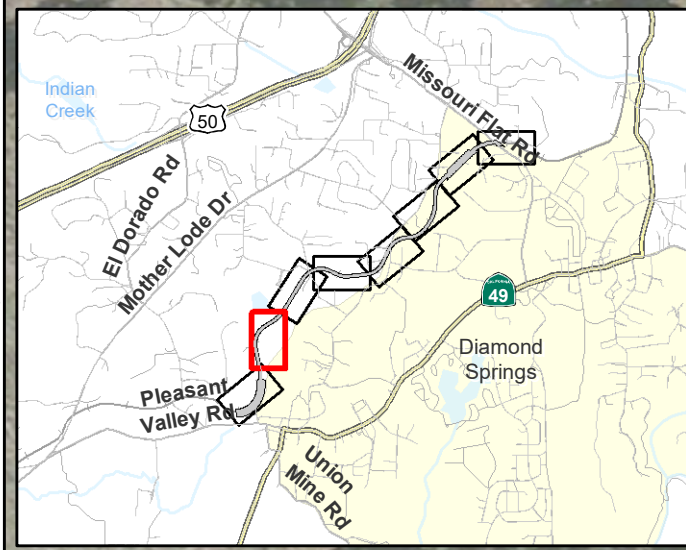 Indian
Creek
50
Missouri Flat Rd
El Dorado Rd
Mother Lode Dr
CALIFORNIA
49
Diamond
Springs
Pleasant
Valley Rd
Union
Mine Rd